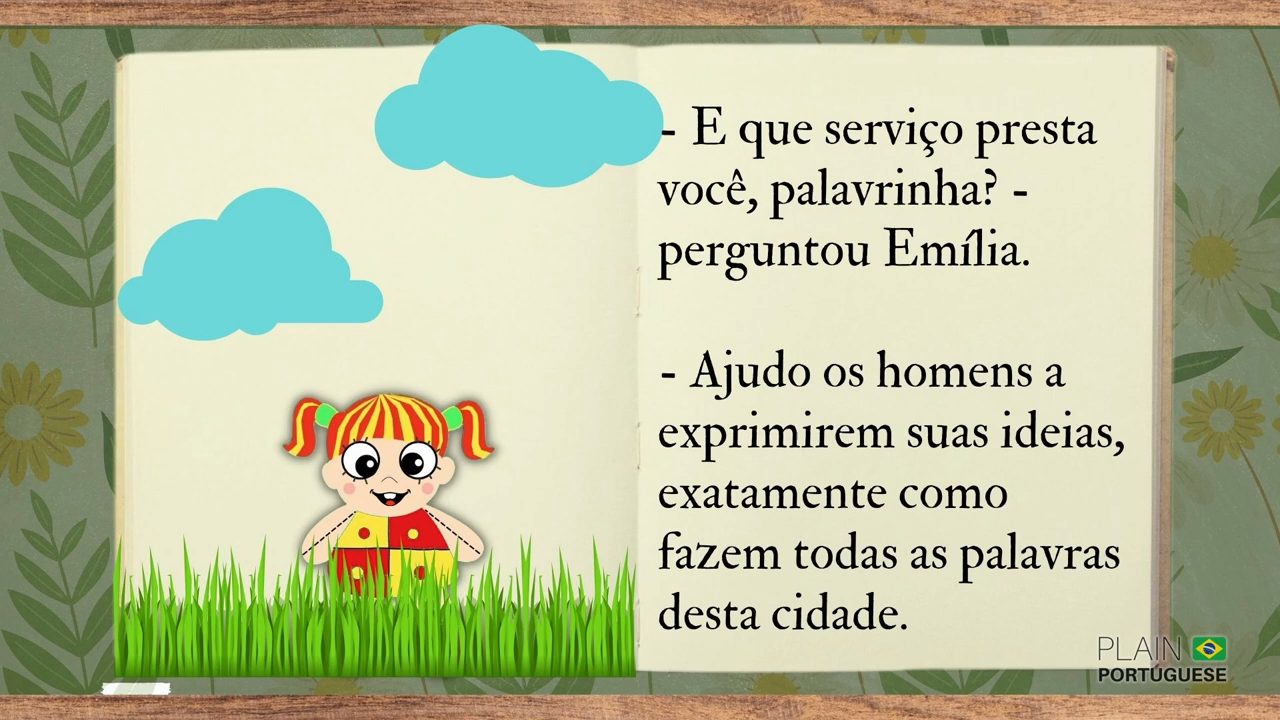 - E que serviço presta
você, palavrinha? -
perguntou Emília.
- Ajudo os homens a
exprimirem suas ideias,
exatamente como
fazem todas as palavras
desta cidade.
PLAIN
PORTUGUESE